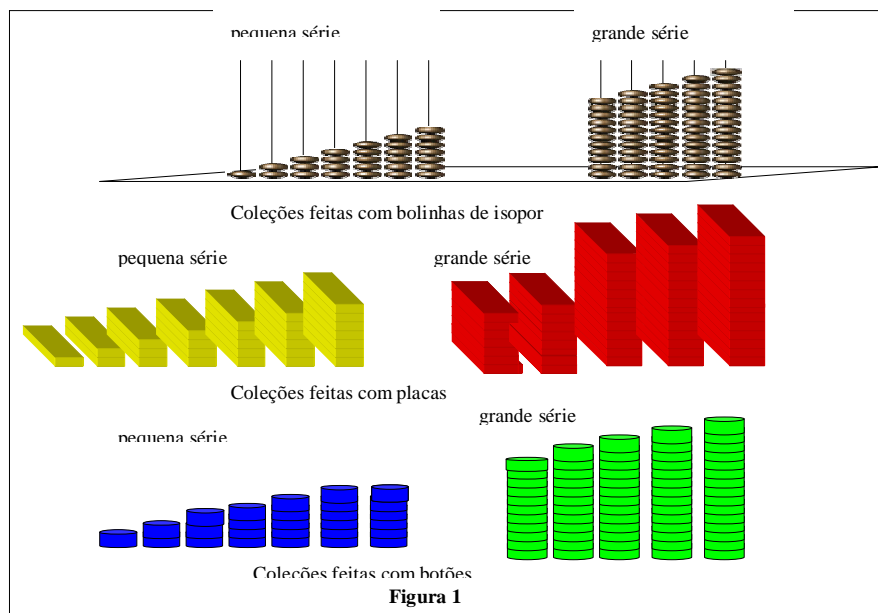 pequena série
grande série
Coleções feitas com bolinhas de isopor
pequena série
grande série
Coleções feitas com placas
pequena série
grande série
Coleções feitas com botões
Figura 1